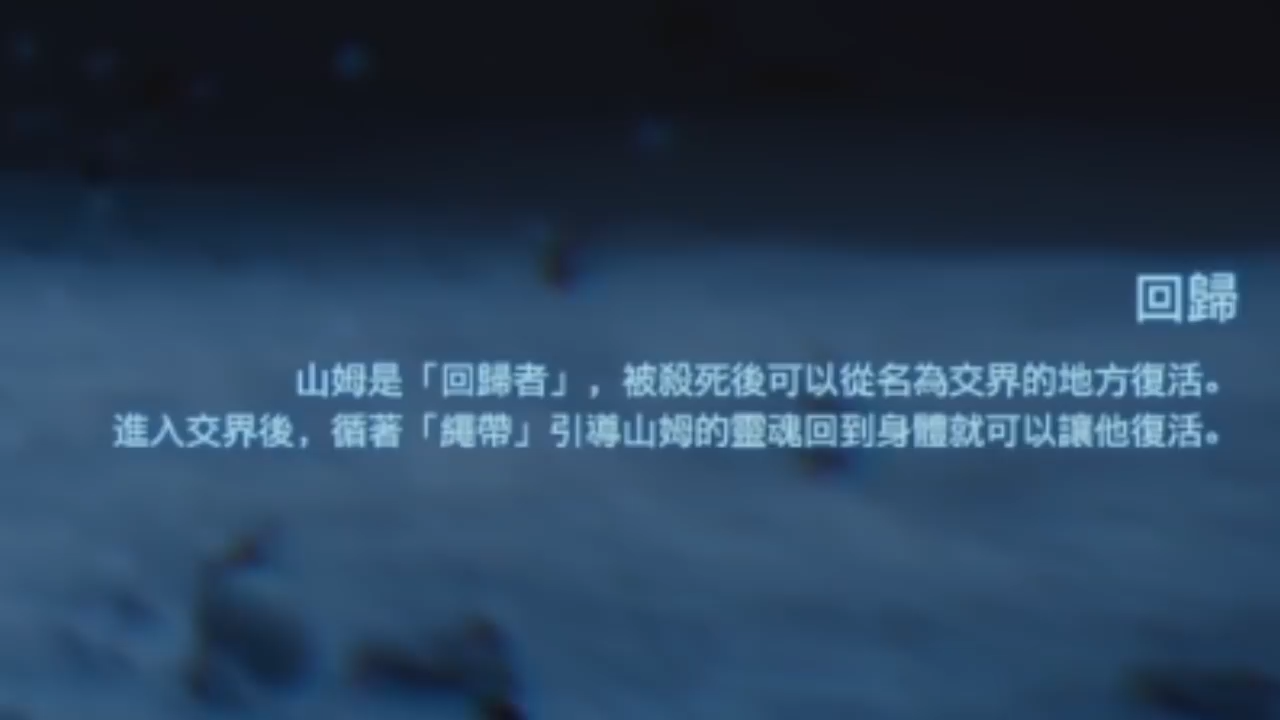 回歸
山姆是「回歸者」，被殺死後可以從名為交界的地方復活。
進入交界後，循著「繩帶」引導山姆的靈魂回到身體就可以讓他復活。